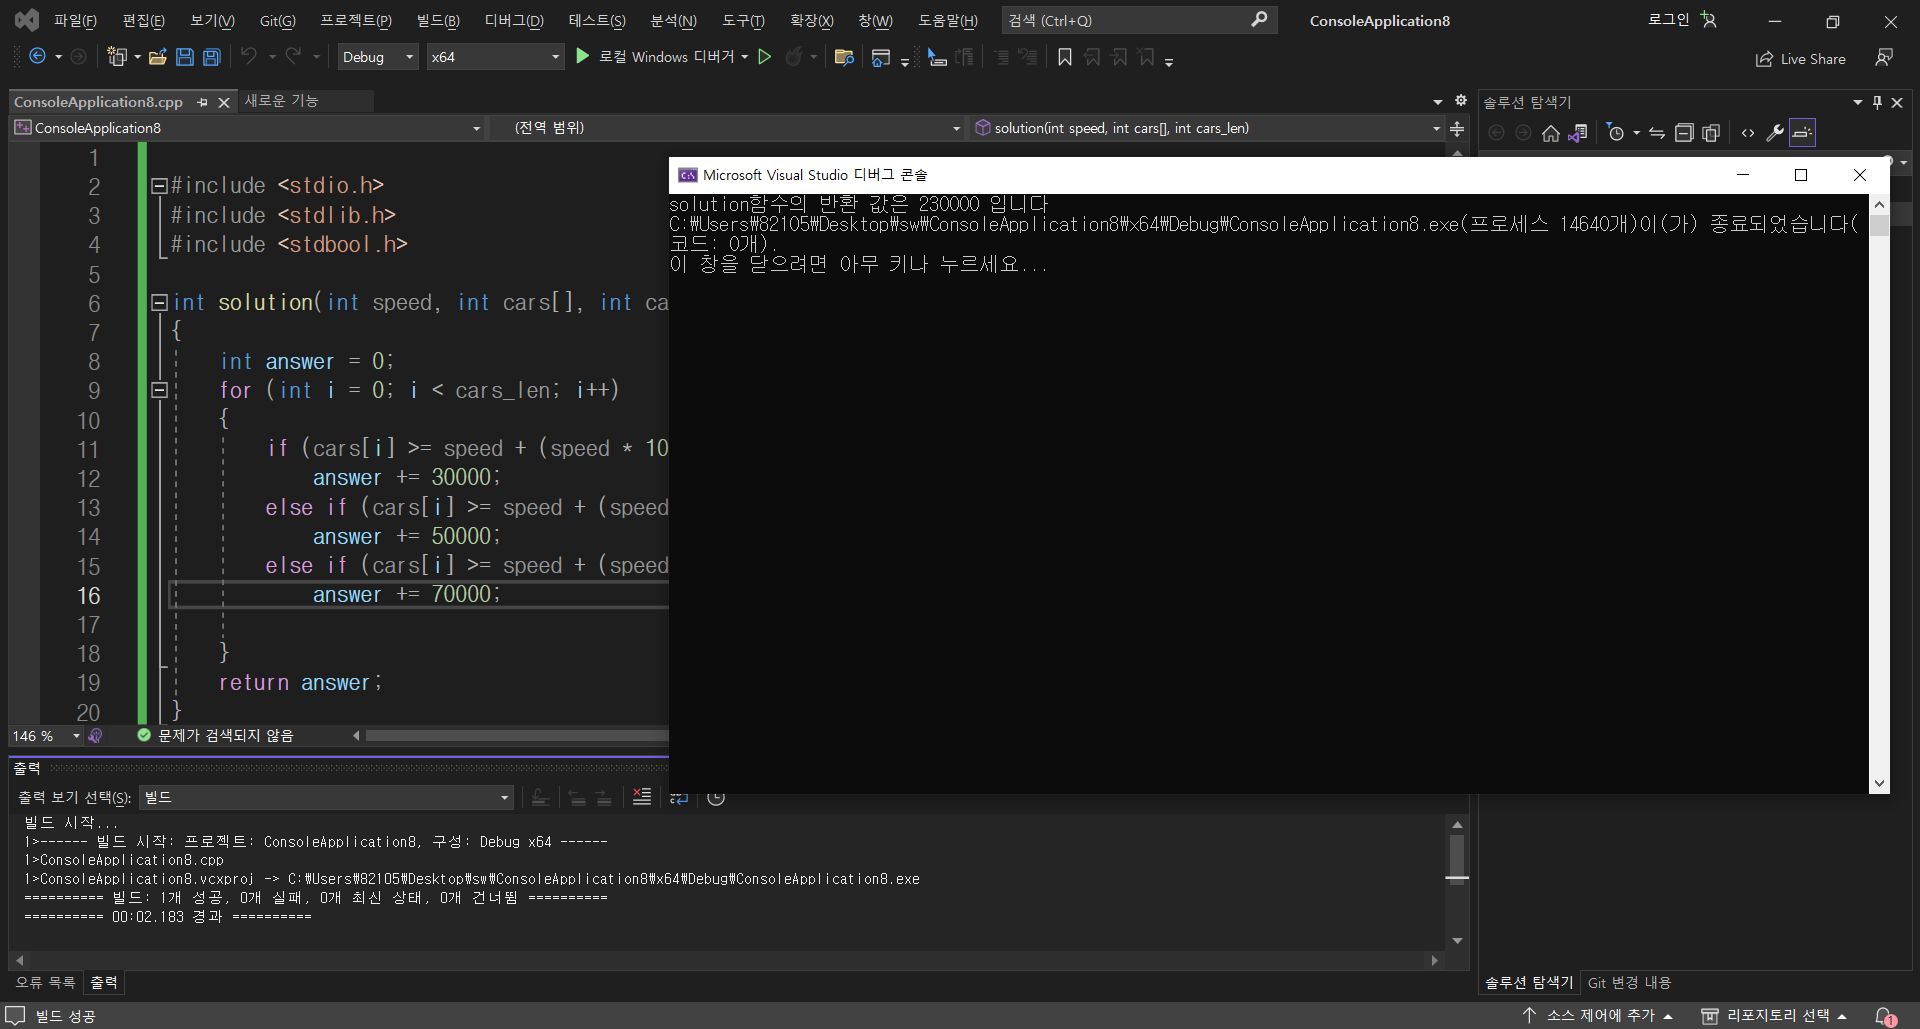 파일(F) 편집(E) 보기(V) Git(G) 프로젝트(P) 빌드(B) 디버그(D) 테스트(S) 분석(N) 도구(T) 확장(X) 창(W) 도움말(H) 검색 (Ctrl+Q) ConsoleApplication8 로그인
Debug x64 로컬 Windows 디버거 Live Share
ConsoleApplication8.cpp 새로운 기능
솔루션 탐색기
ConsoleApplication8 (전역 범위) solution(int speed, int cars[], int cars_len)
1
2 #include <stdio.h>
3 #include <stdlib.h>
4 #include <stdbool.h>
5
6 int solution(int speed, int cars[], int ca
7 {
8 int answer = 0;
9 for (int i = 0; i < cars_len; i++)
10 {
11 if (cars[i] >= speed + (speed * 10
12 answer += 30000;
13 else if (cars[i] >= speed + (speed
14 answer += 50000;
15 else if (cars[i] >= speed + (speed
16 answer += 70000;
17
18 }
19 return answer;
20 }
Microsoft Visual Studio 디버그 콘솔
solution함수의 반환 값은 230000 입니다
C:₩Users₩82105₩Desktop₩sw₩ConsoleApplication8₩x64₩Debug₩ConsoleApplication8.exe(프로세스 14640개)이(가) 종료되었습니다(
코드: 0개).
이 창을 닫으려면 아무 키나 누르세요...
146 % 문제가 검색되지 않음
출력
출력 보기 선택(S): 빌드
빌드 시작...
1>------ 빌드 시작: 프로젝트: ConsoleApplication8, 구성: Debug x64 ------
1>ConsoleApplication8.cpp
1>ConsoleApplication8.vcxproj -> C:₩Users₩82105₩Desktop₩sw₩ConsoleApplication8₩x64₩Debug₩ConsoleApplication8.exe
========== 빌드: 1개 성공, 0개 실패, 0개 최신 상태, 0개 건너뜀 ==========
========== 00:02.183 경과 ==========
오류 목록 출력
솔루션 탐색기 Git 변경 내용
빌드 성공 소스 제어에 추가 리포지토리 선택 1